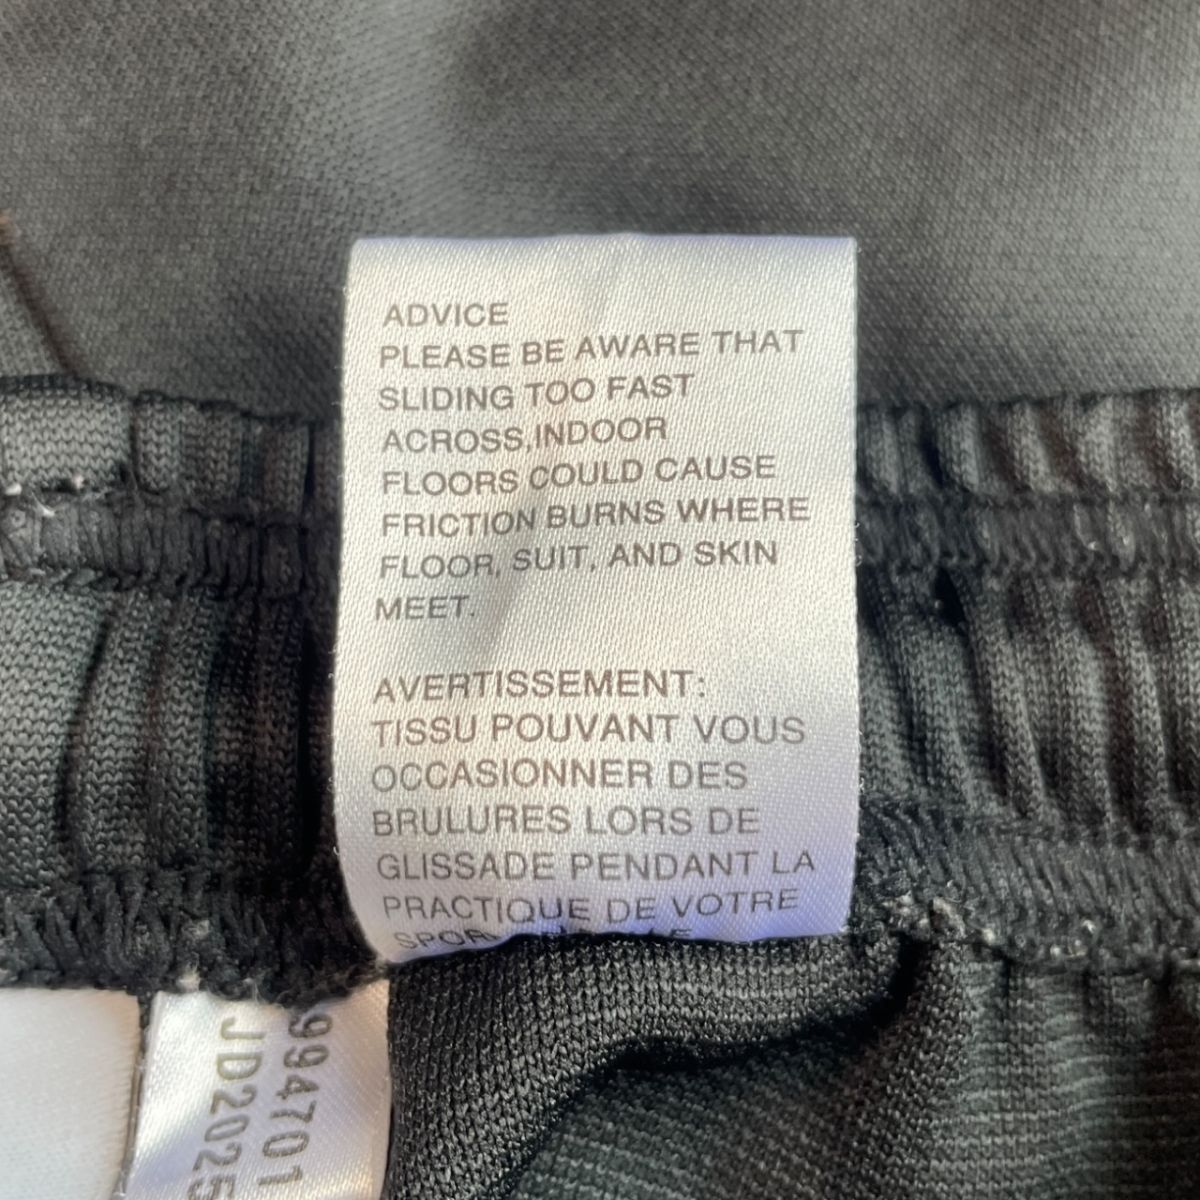 ADVICE
PLEASE BE AWARE THAT
SLIDING TOO FAST
ACROSS,INDOOR
FLOORS COULD CAUSE
FRICTION BURNS WHERE
FLOOR, SUIT, AND SKIN
MEET.
AVERTISSEMENT:
TISSU POUVANT VOUS
OCCASIONNER DES
BRULURES LORS DE
GLISSADE PENDANT LA
PRACTIQUE DE VOTRE
994701
JD2025